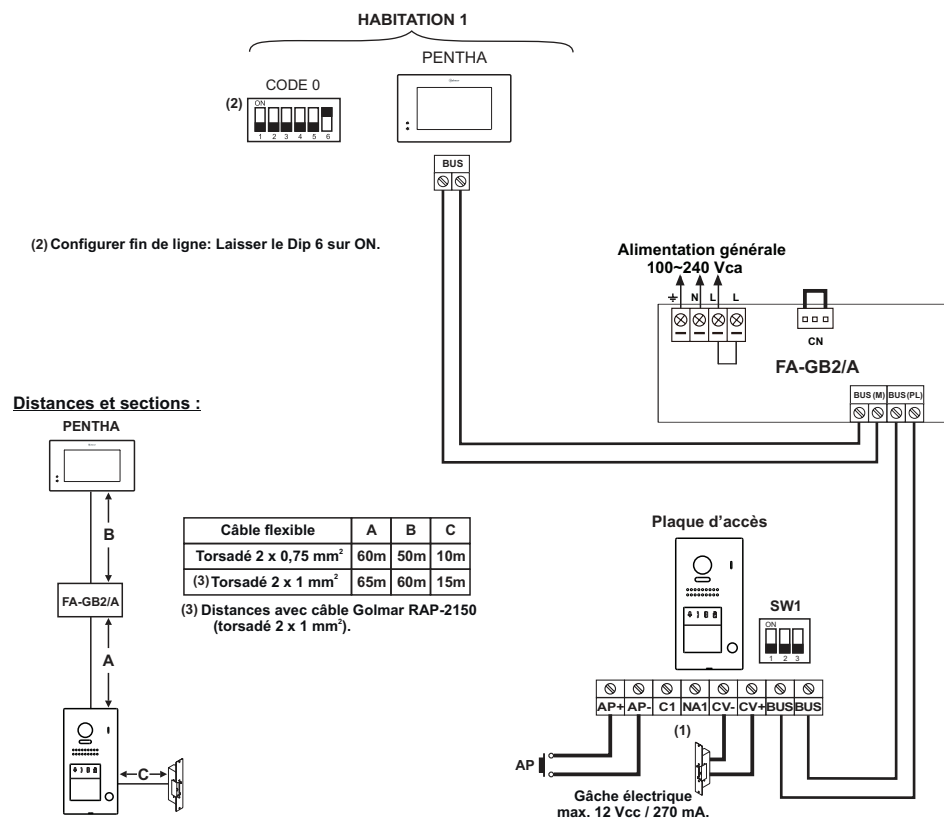 HABITATION 1
PENTHA
CODE 0
(2)
ON
1 2 3 4 5 6
BUS
(2) Configurer fin de ligne: Laisser le Dip 6 sur ON.
Alimentation générale
100~240 Vca
N L L
CN
FA-GB2/A
BUS (M) BUS (PL)
Distances et sections :
PENTHA
B
FA-GB2/A
A
C
Câble flexible A B C
Torsadé 2 x 0,75 mm² 60m 50m 10m
(3) Torsadé 2 x 1 mm² 65m 60m 15m
(3) Distances avec câble Golmar RAP-2150
(torsadé 2 x 1 mm²).
Plaque d’accès
SW1
ON
1 2 3
AP+ AP- C1 NA1 CV- CV+ BUS BUS
(1)
AP
Gâche électrique
max. 12 Vcc / 270 mA.